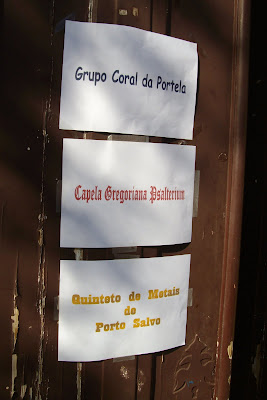 Grupo Coral da Portela
Capela Gregoriana Psalterium
Quinteto de Metais
de
Porto Salvo